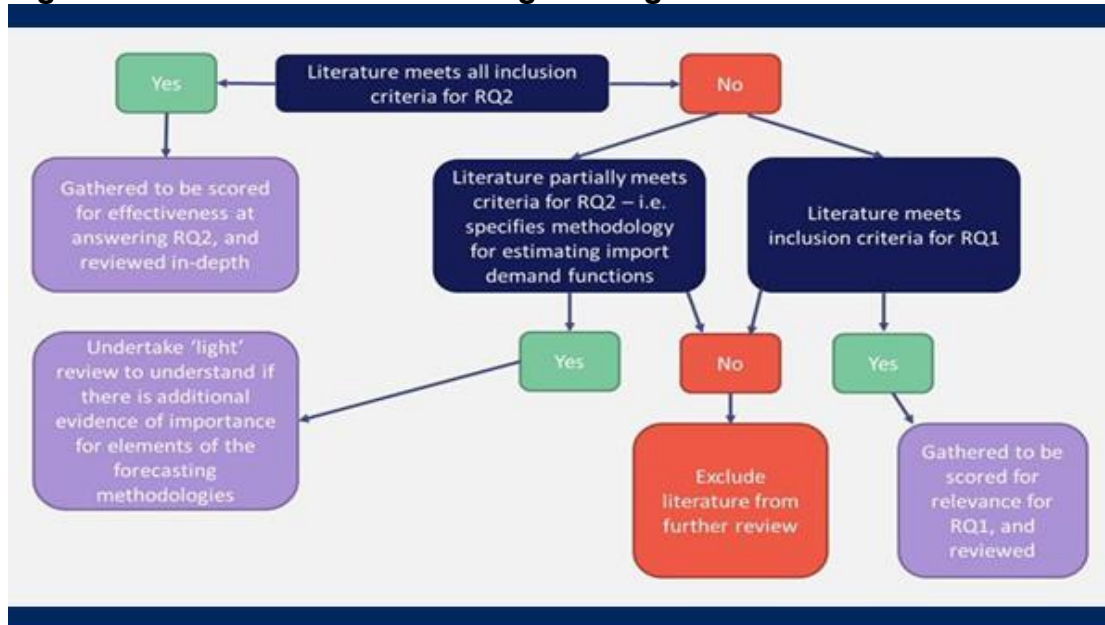 Yes
Literature meets all inclusion
criteria for RQ2
No
Gathered to be scored
for effectiveness at
answering RQ2, and
reviewed in-depth
Literature partially meets
criteria for RQ2 – i.e.
specifies methodology
for estimating import
demand functions
Literature meets
inclusion criteria for RQ1
Undertake ‘light’
review to understand if
there is additional
evidence of importance
for elements of the
forecasting
methodologies
Yes
No
Yes
Exclude
literature from
further review
Gathered to be
scored for
relevance for
RQ1, and
reviewed